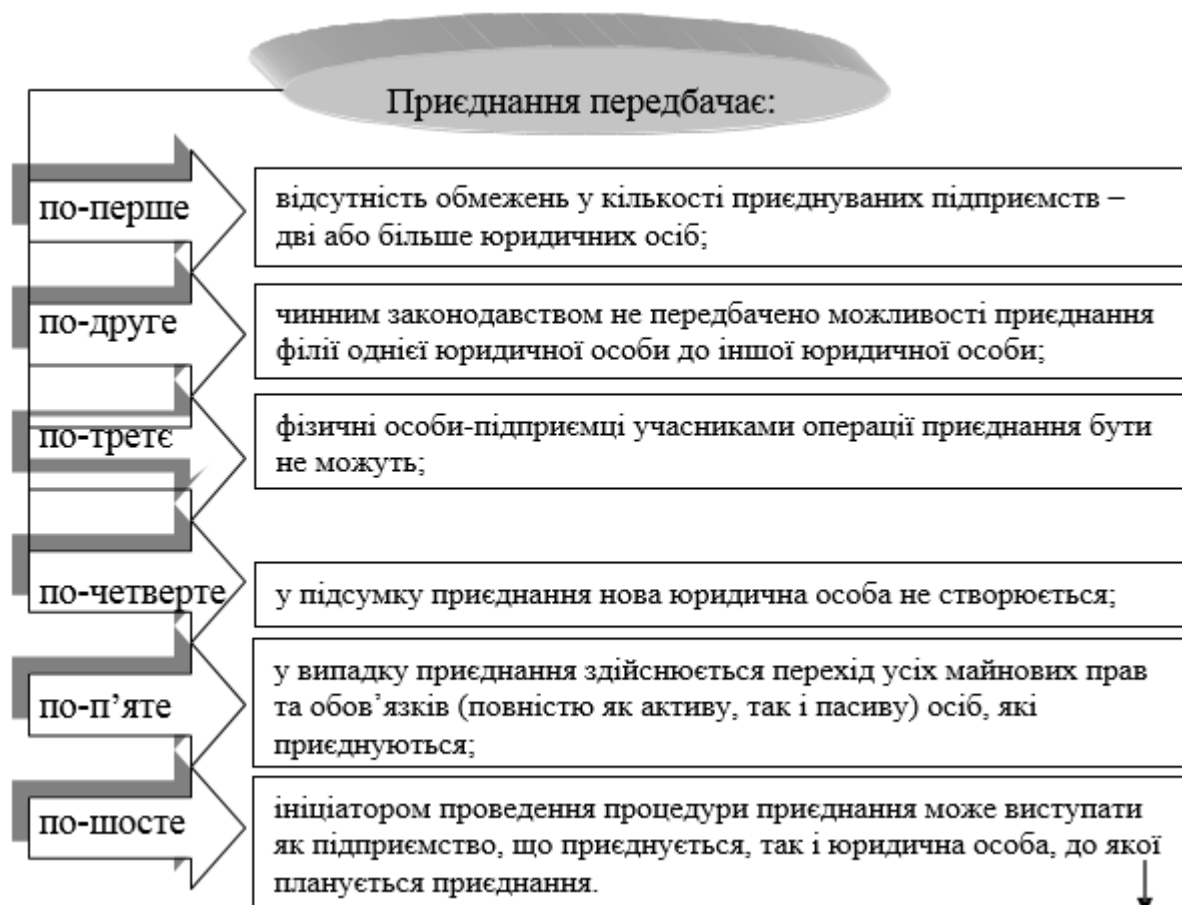 Приєднання передбачає:
по-перше
відсутність обмежень у кількості приєднуваних підприємств –
дві або більше юридичних осіб;
по-друге
чинним законодавством не передбачено можливості приєднання
філії однієї юридичної особи до іншої юридичної особи;
по-третє
фізичні особи-підприємці учасниками операції приєднання бути
не можуть;
по-четверте
у підсумку приєднання нова юридична особа не створюється;
по-п’яте
у випадку приєднання здійснюється перехід усіх майнових прав
та обов’язків (повністю як активу, так і пасиву) осіб, які
приєднуються;
по-шосте
ініціатором проведення процедури приєднання може виступати
як підприємство, що приєднується, так і юридична особа, до якої
планується приєднання.